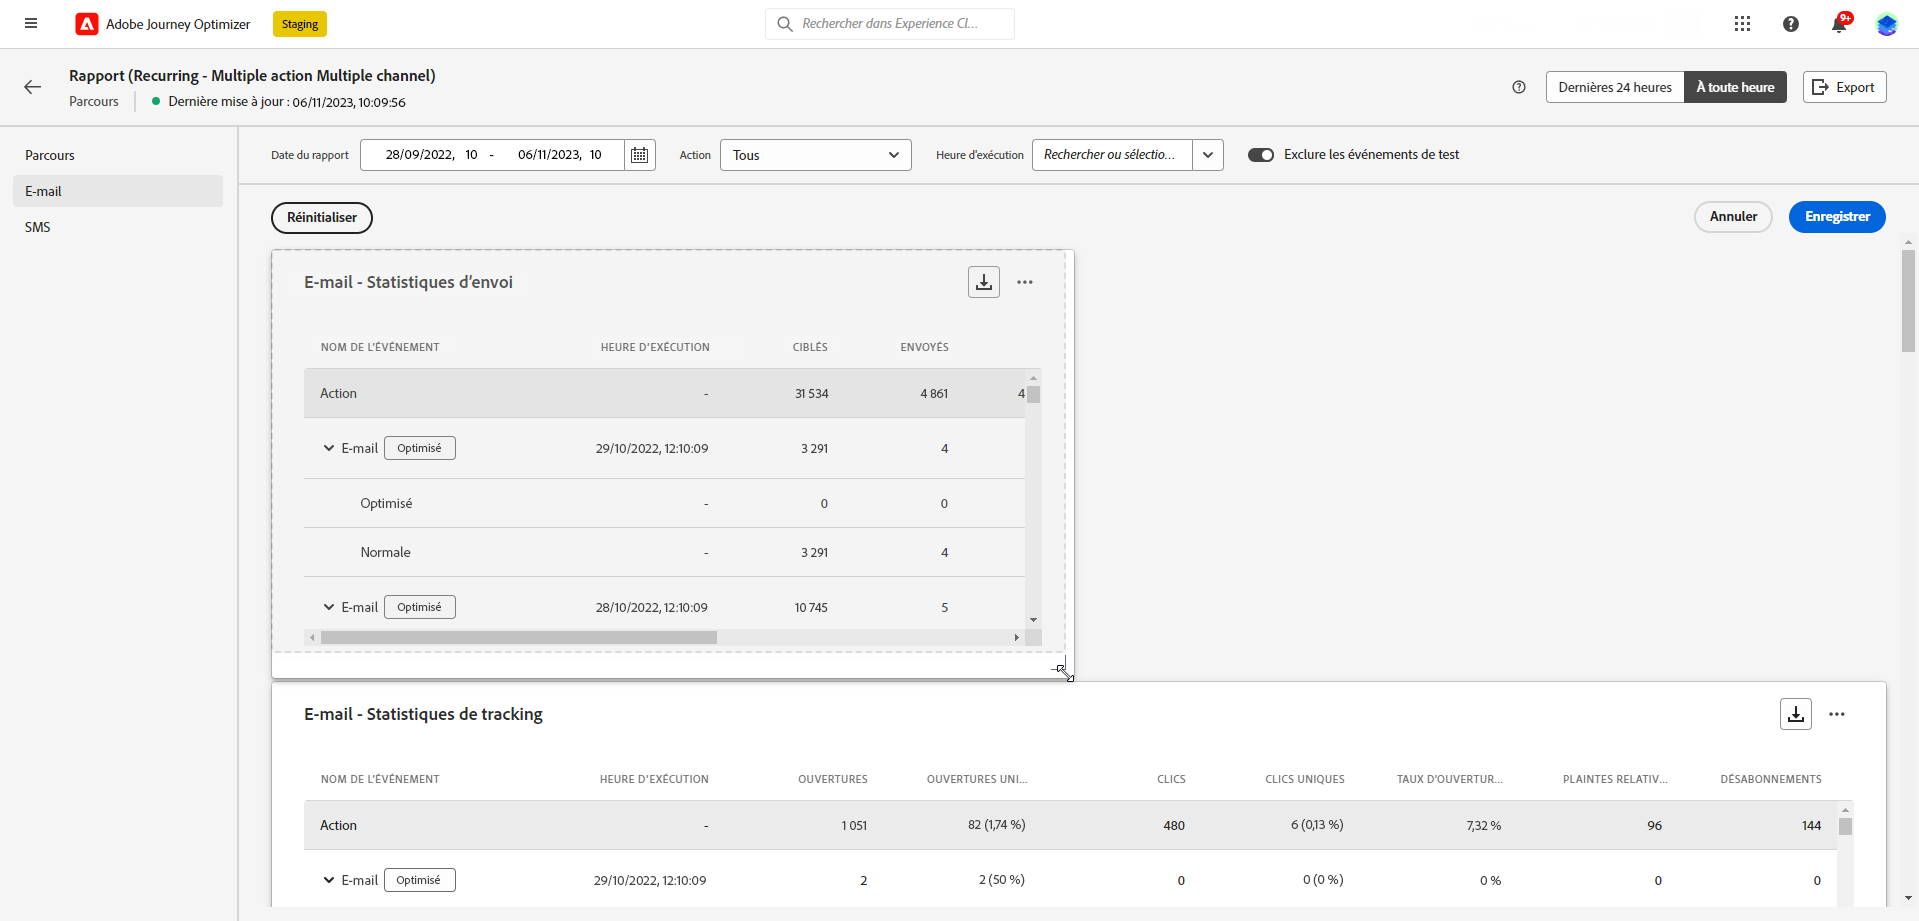 Adobe Journey Optimizer
Staging
Rechercher dans Experience Cl...
9+
Rapport (Recurring - Multiple action Multiple channel)
Parcours
Dernière mise à jour : 06/11/2023, 10:09:56
Dernières 24 heures
À toute heure
Export
Parcours
E-mail
SMS
Date du rapport
28/09/2022, 10 - 06/11/2023, 10
Action
Tous
Heure d'exécution
Rechercher ou sélectio...
Exclure les événements de test
Réinitialiser
Annuler
Enregistrer
E-mail - Statistiques d’envoi
NOM DE L'ÉVÉNEMENT HEURE D'EXÉCUTION CIBLÉS ENVOYÉS
Action - 31 534 4 861 4
E-mail Optimisé 29/10/2022, 12:10:09 3 291 4
Optimisé - 0 0
Normale - 3 291 4
E-mail Optimisé 28/10/2022, 12:10:09 10 745 5
E-mail - Statistiques de tracking
NOM DE L'ÉVÉNEMENT HEURE D'EXÉCUTION OUVERTURES OUVERTURES UNI... CLICS CLICS UNIQUES TAUX D'OUVERTUR... PLAINTES RELATIV... DÉSABONNEMENTS
Action - 1 051 82 (1,74 %) 480 6 (0,13 %) 7,32 % 96 144
E-mail Optimisé 29/10/2022, 12:10:09 2 2 (50 %) 0 0 (0 %) 0 % 0 0